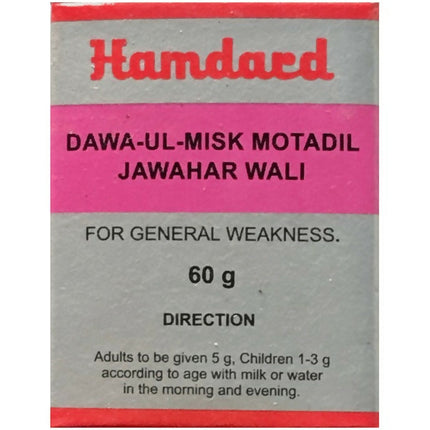 Hamdard
DAWA-UL-MISK MOTADIL
JAWAHAR WALI
FOR GENERAL WEAKNESS.
60 g
DIRECTION
Adults to be given 5 g, Children 1-3 g
according to age with milk or water
in the morning and evening.